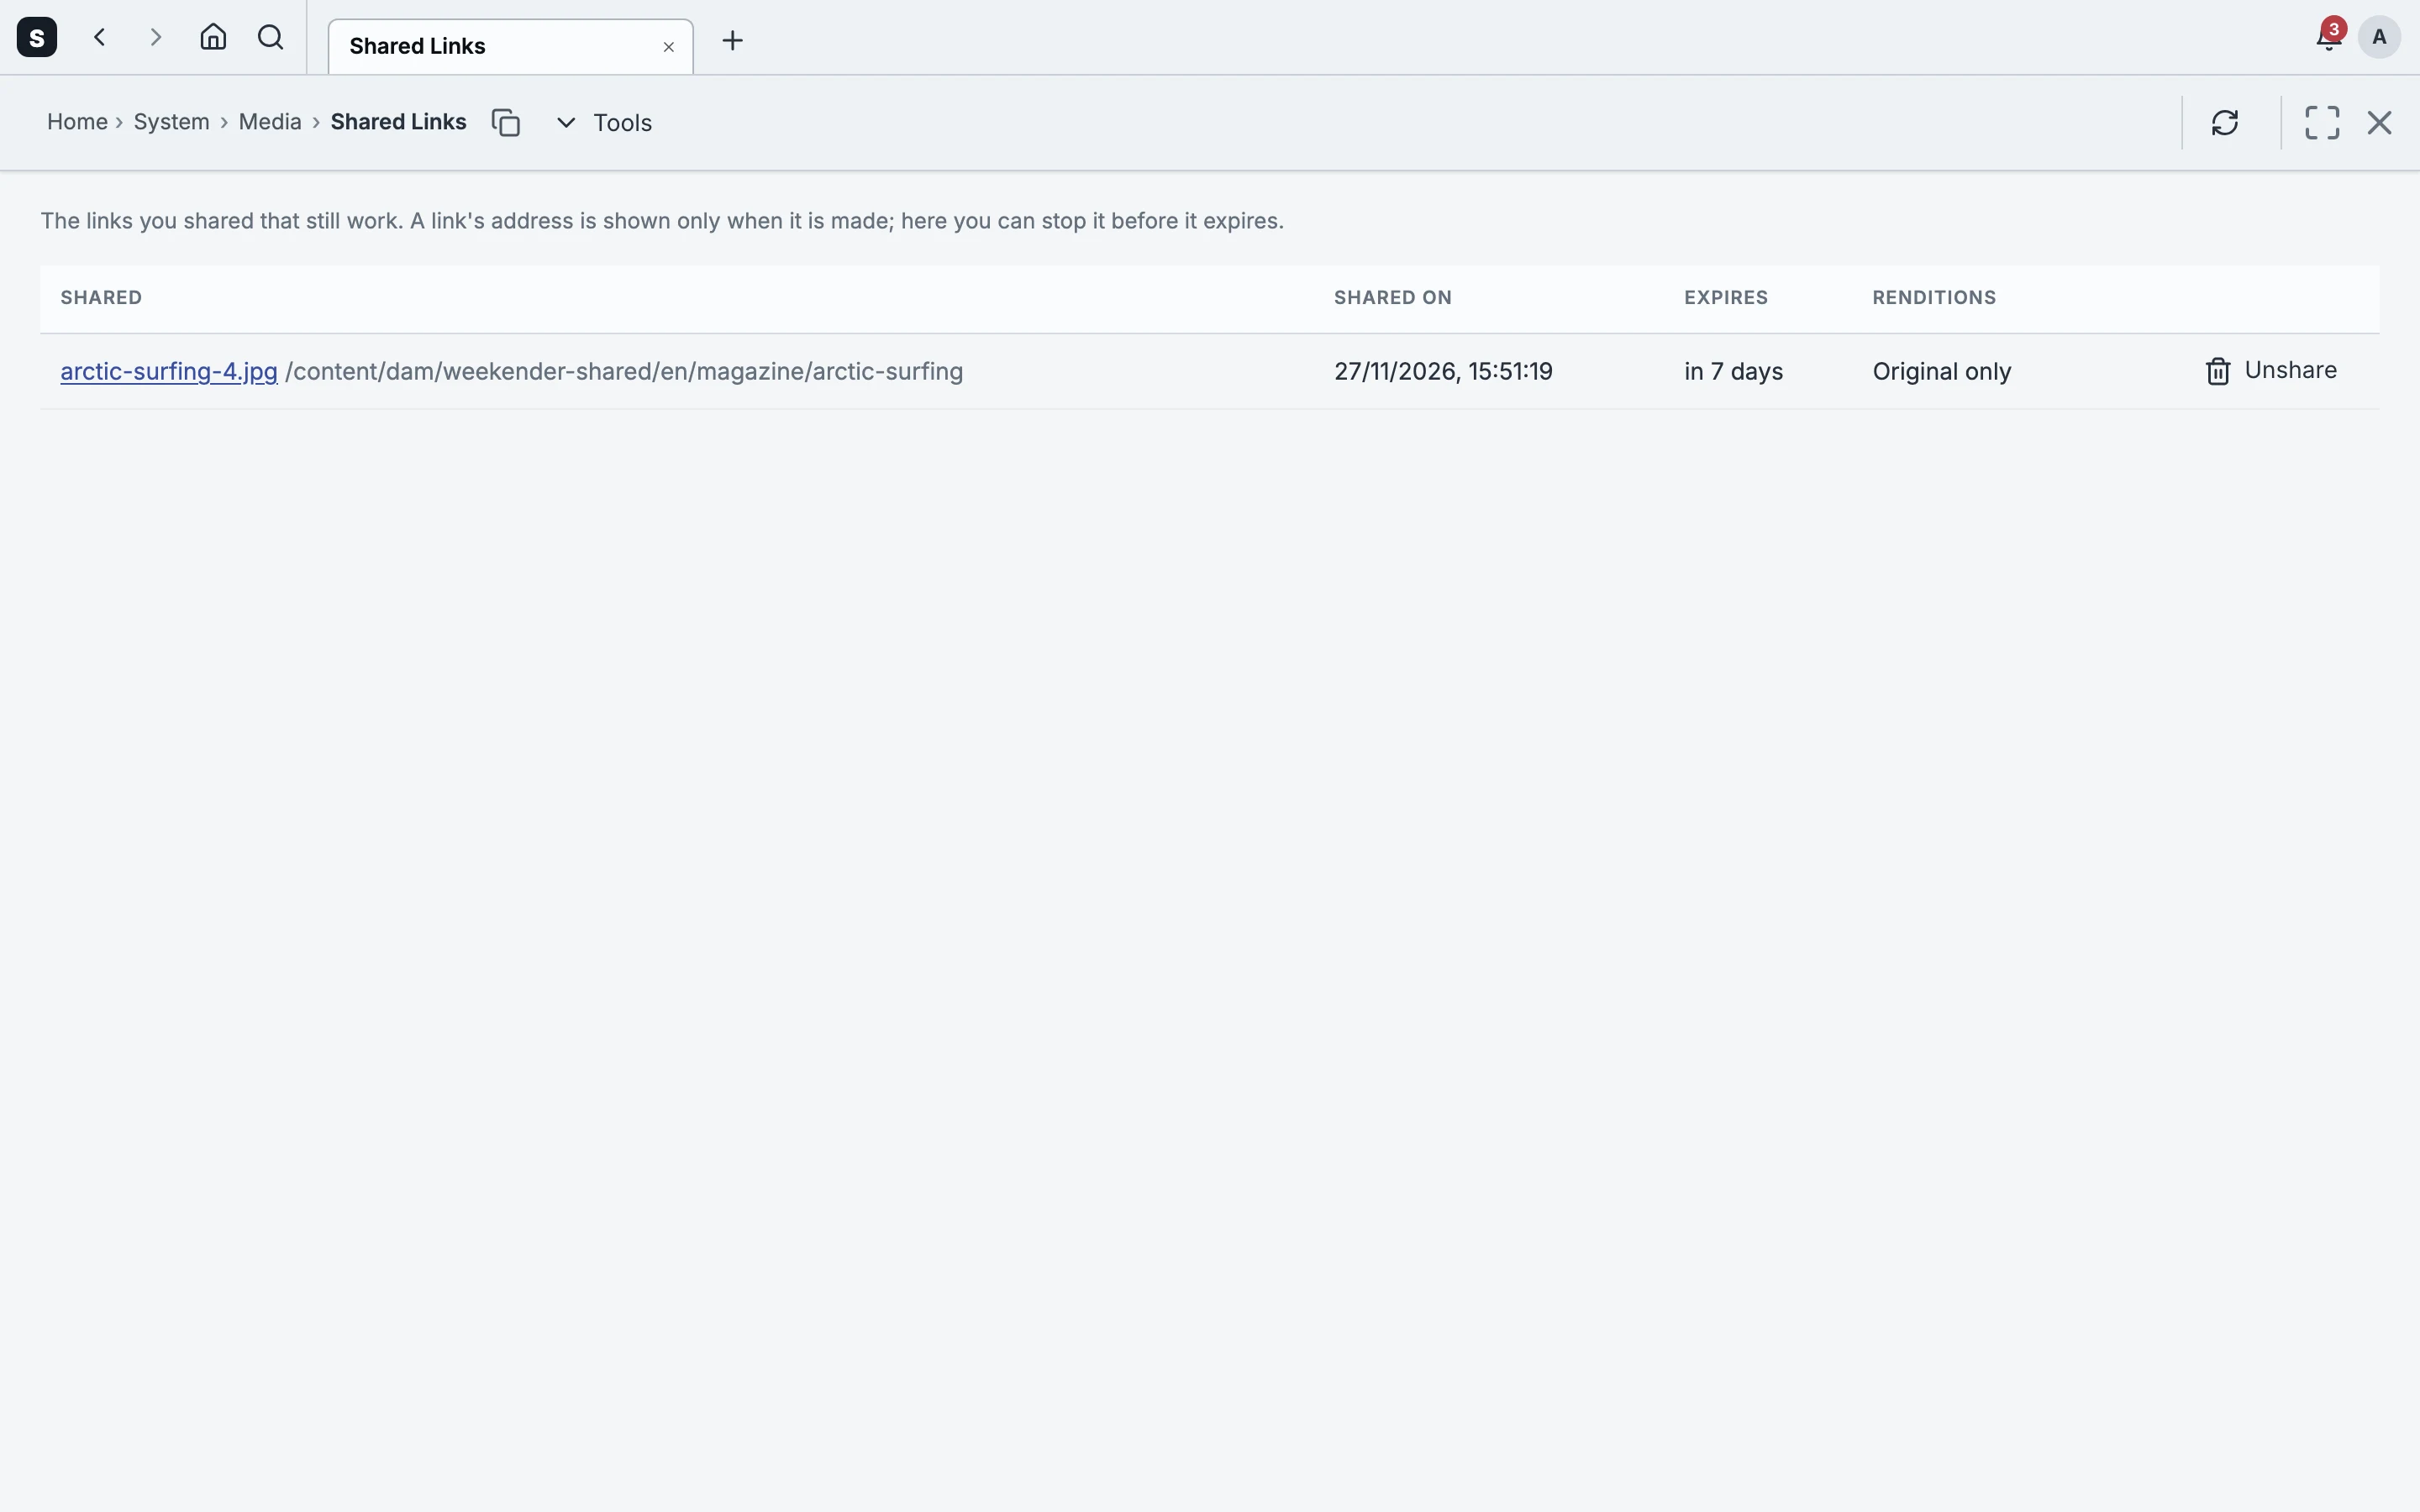 S
Shared Links
3
A
Home › System › Media › Shared Links
Tools
The links you shared that still work. A link's address is shown only when it is made; here you can stop it before it expires.
SHARED SHARED ON EXPIRES RENDITIONS
arctic-surfing-4.jpg /content/dam/weekender-shared/en/magazine/arctic-surfing 27/11/2026, 15:51:19 in 7 days Original only Unshare